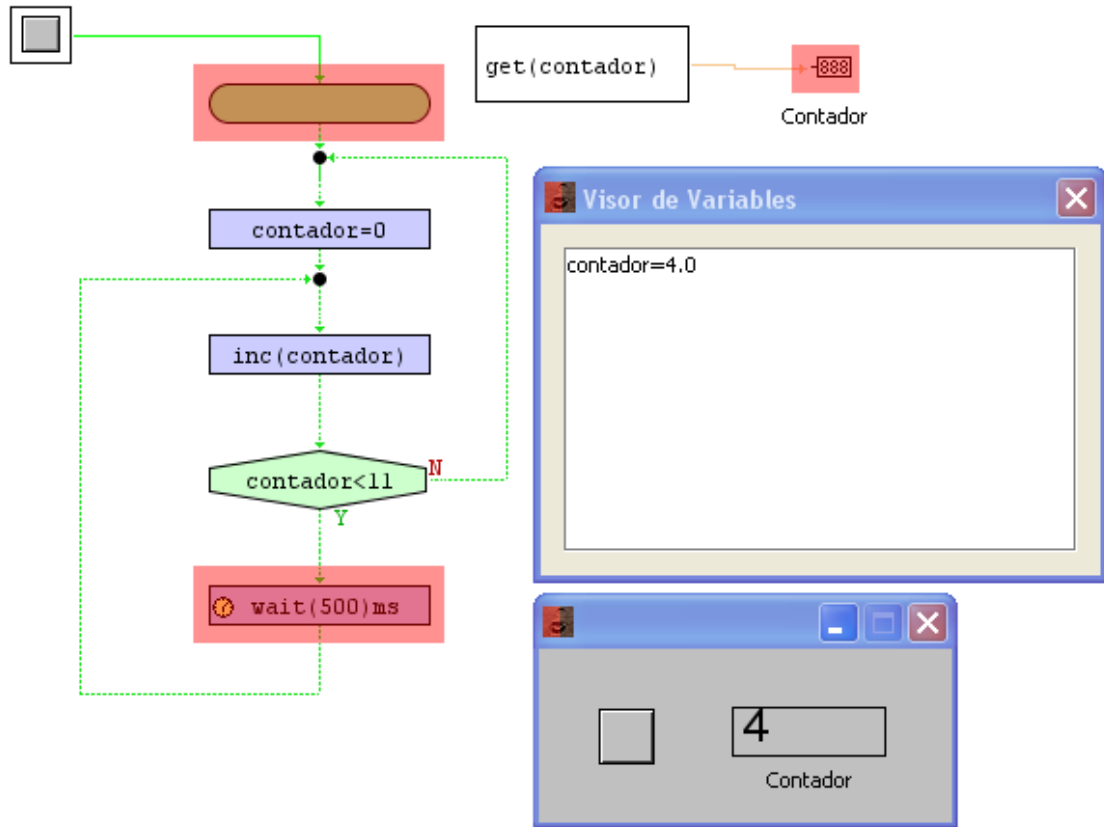 get(contador)
888
Contador
contador=0
inc(contador)
contador<11
N
Y
wait(500)ms
Visor de Variables
contador=4.0
4
Contador